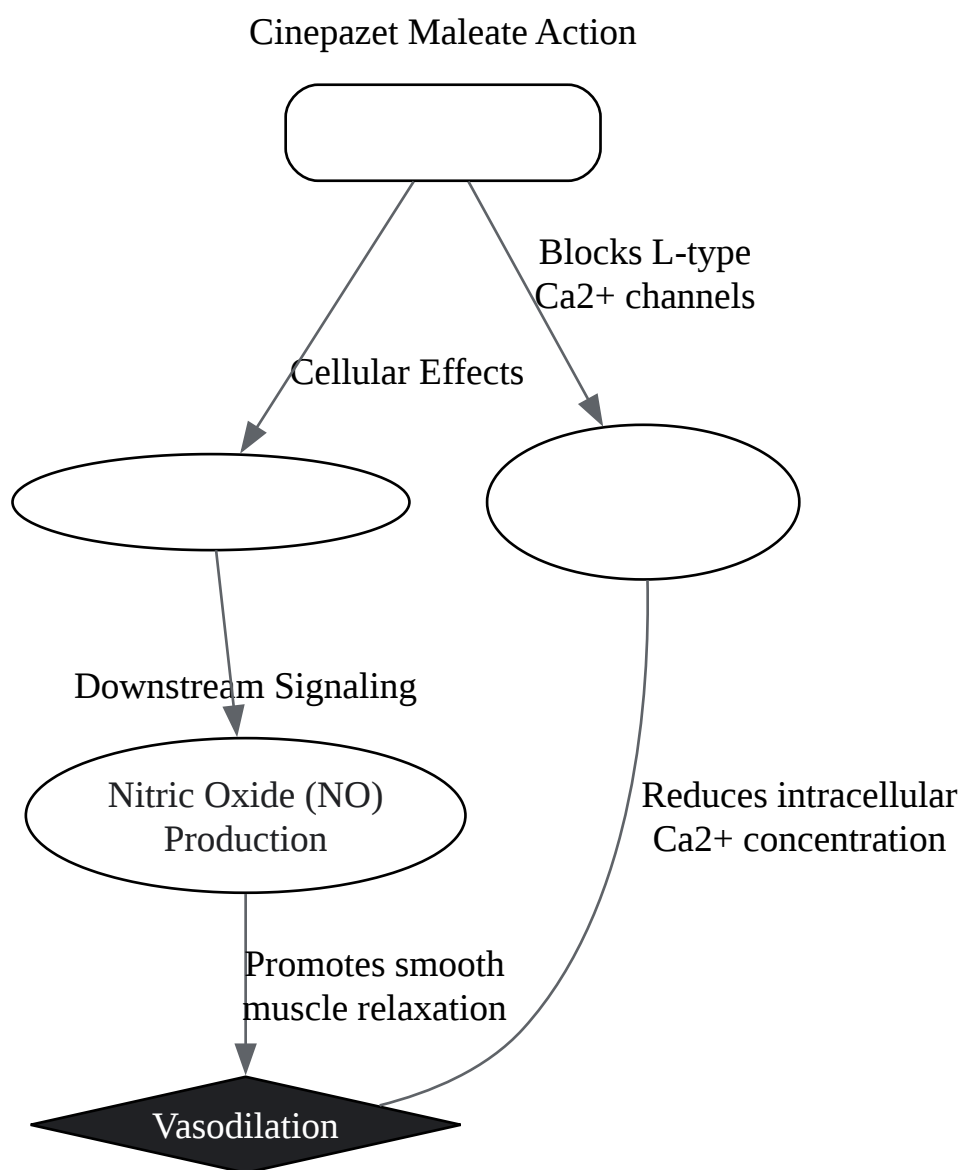 Cinepazet Maleate Action
Blocks L-type
Ca2+ channels
Cellular Effects
Downstream Signaling
Nitric Oxide (NO)
Production
Reduces intracellular
Ca2+ concentration
Promotes smooth
muscle relaxation
Vasodilation